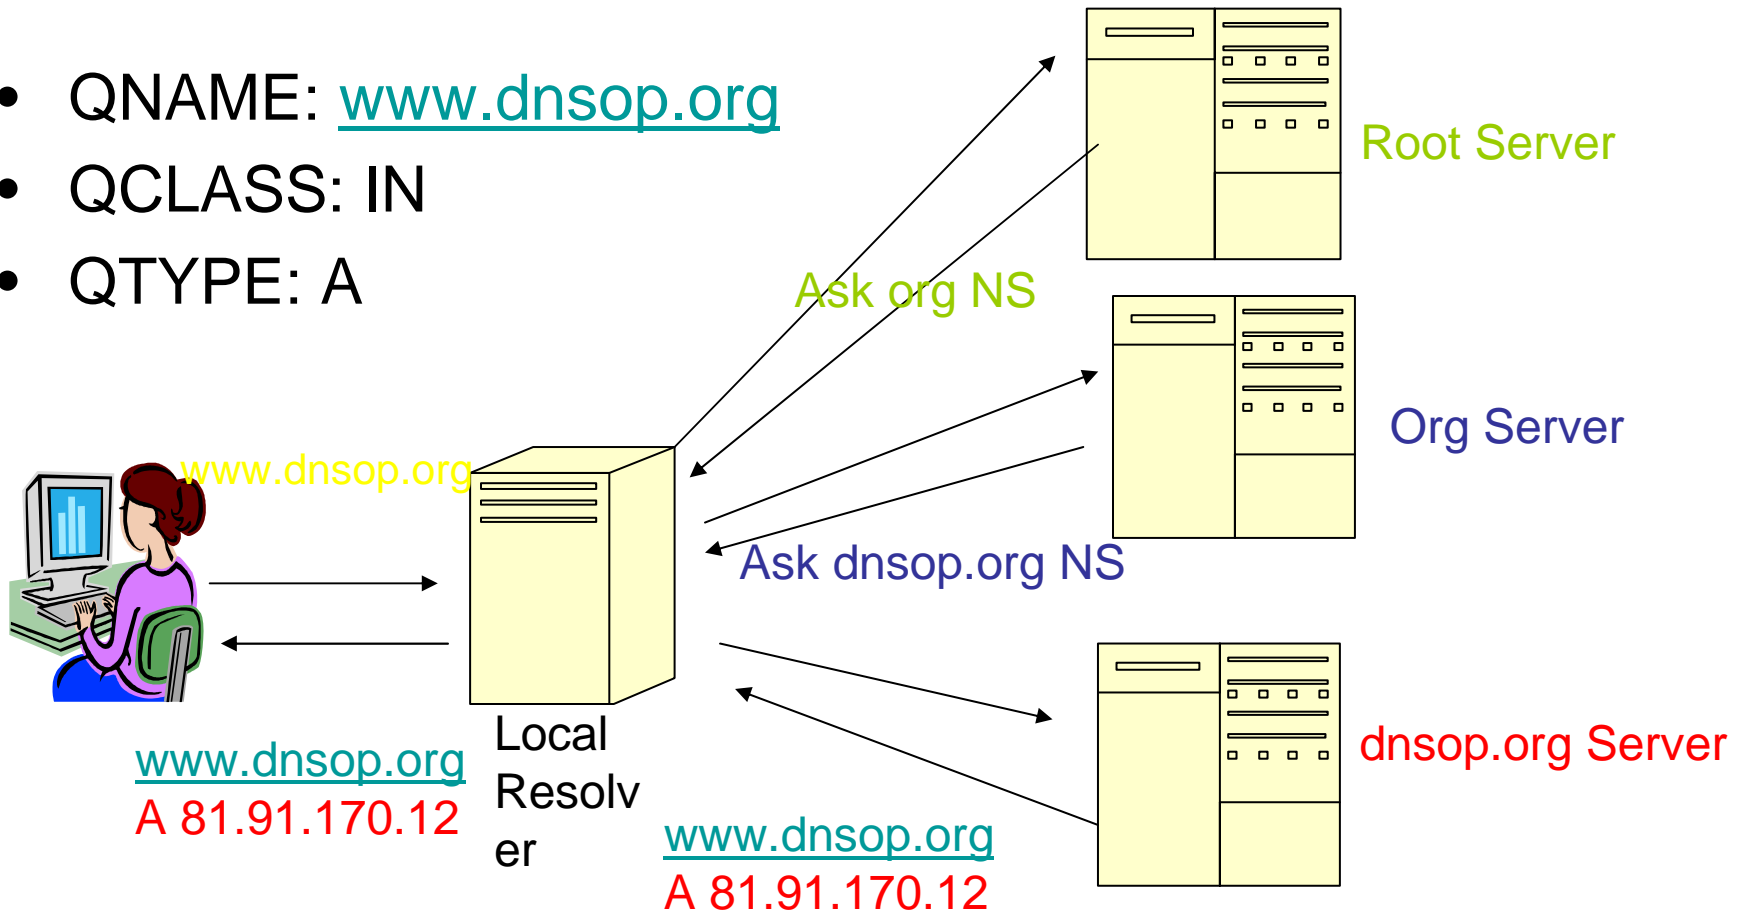 • QNAME: www.dnsop.org
• QCLASS: IN
• QTYPE: A
Root Server
Ask org NS
Org Server
www.dnsop.org
Ask dnsop.org NS
dnsop.org Server
Local
Resolv
er
www.dnsop.org
A 81.91.170.12
www.dnsop.org
A 81.91.170.12